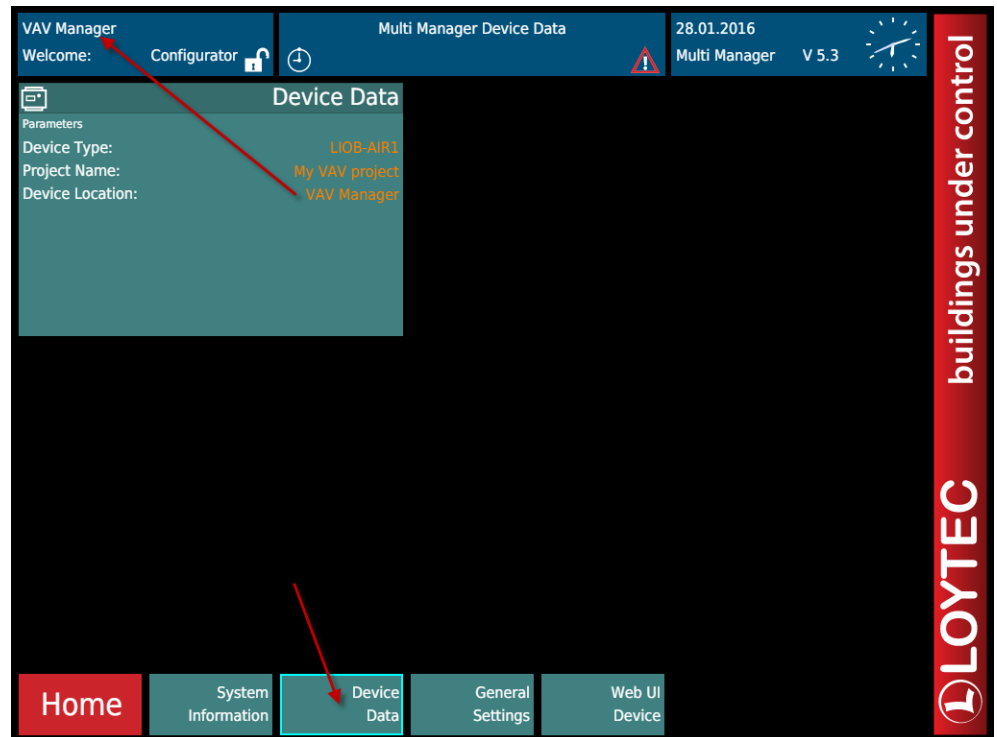 VAV Manager
Welcome: Configurator
Multi Manager Device Data
28.01.2016
Multi Manager V 5.3
Device Data
Parameters
Device Type: LIOB-AIR1
Project Name: My VAV project
Device Location: VAV Manager
Home
System
Information
Device
Data
General
Settings
Web UI
Device
LOYTEC buildings under control